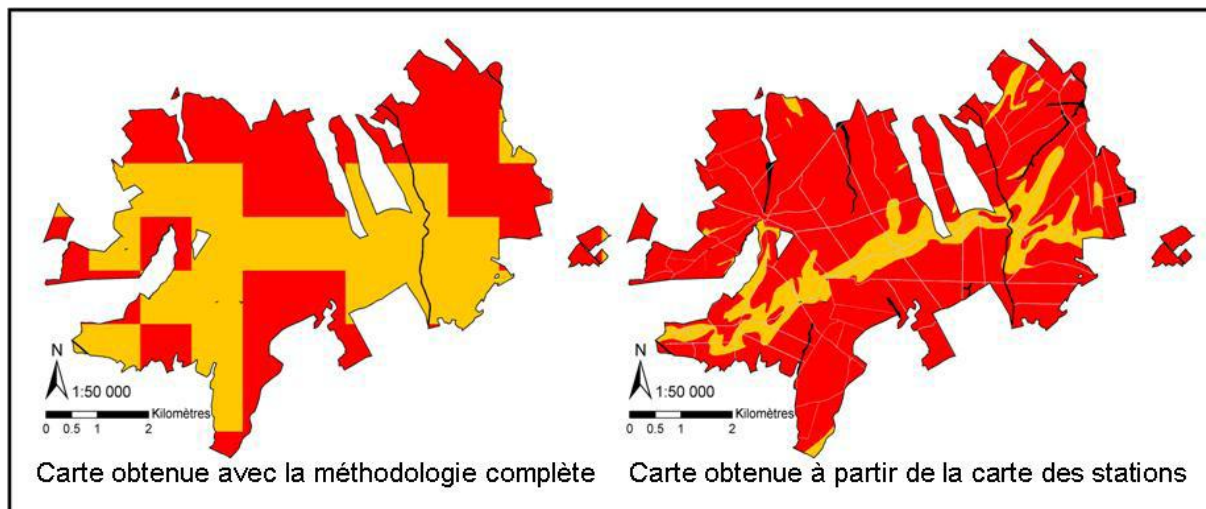 N
1:50 000
Kilomètres
0 0.5 1 2
Carte obtenue avec la méthodologie complète
N
1:50 000
Kilomètres
0 0.5 1 2
Carte obtenue à partir de la carte des stations